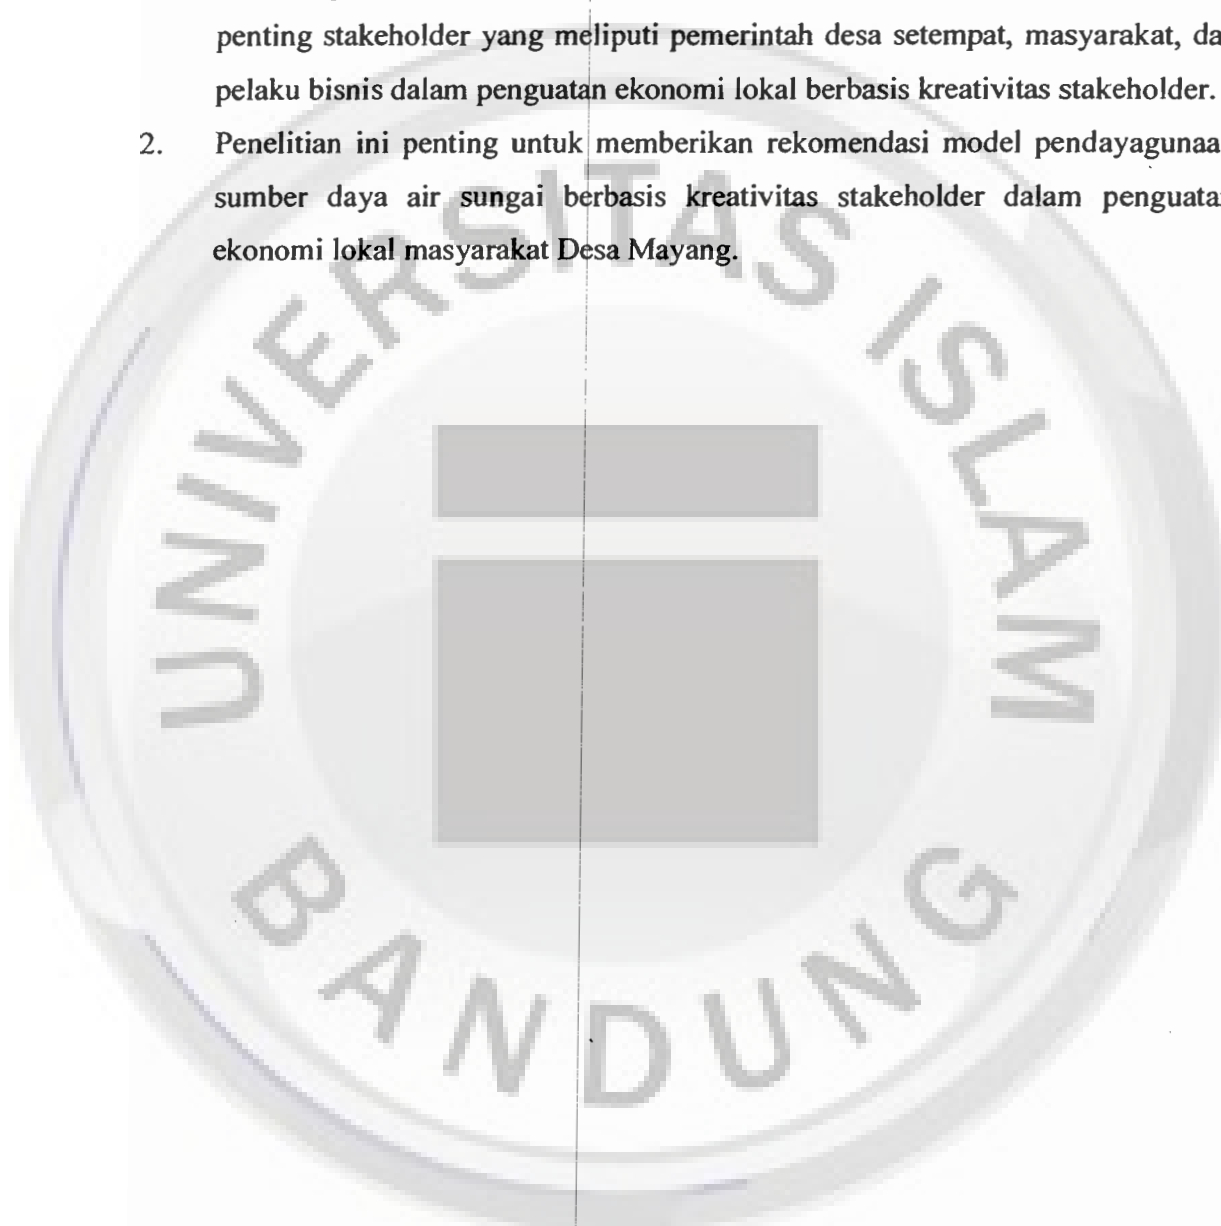 penting stakeholder yang meliputi pemerintah desa setempat, masyarakat, da
pelaku bisnis dalam penguatan ekonomi lokal berbasis kreativitas stakeholder.
2. Penelitian ini penting untuk memberikan rekomendasi model pendayagunaa
sumber daya air sungai berbasis kreativitas stakeholder dalam penguata
ekonomi lokal masyarakat Desa Mayang.
UNIVERSITAS ISLAM
BANDUNG